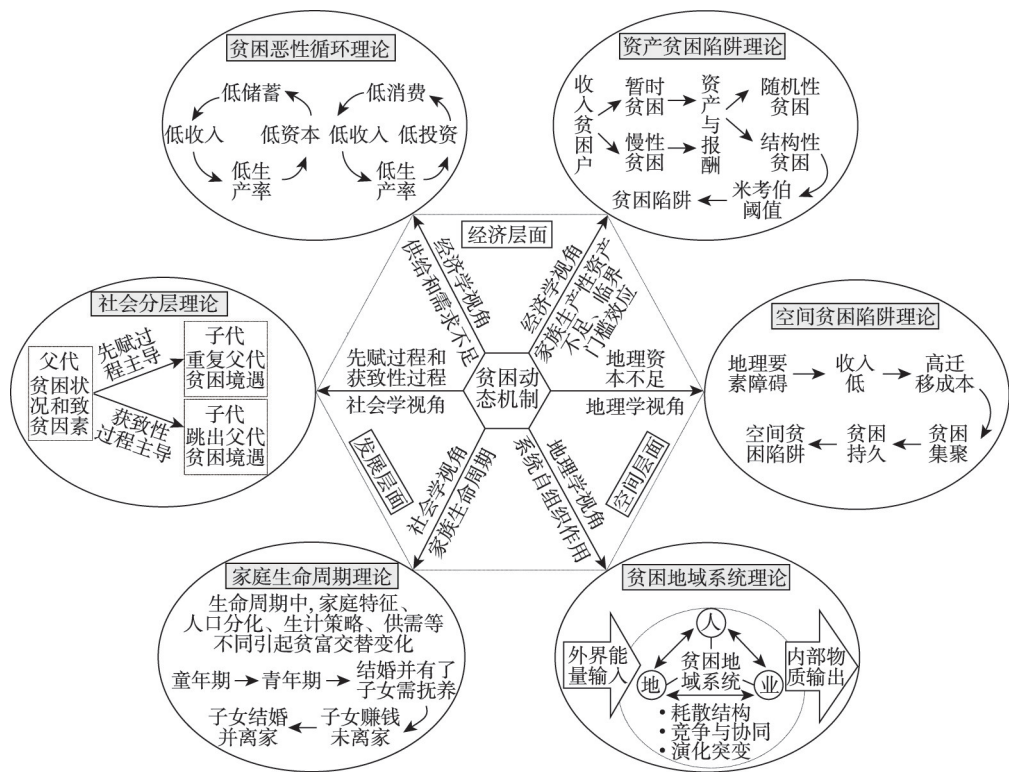 贫困恶性循环理论
低储蓄
低收入
低资本
低生
产率
低消费
低收入
低投资
低生
产率
资产贫困陷阱理论
收入贫困户
暂时
贫困
慢性
贫困
资产与报酬
随机性
贫困
结构性
贫困
米考伯
阈值
贫困陷阱
经济层面
经济学视角
供给和需求不足
经济学视角
家族生产性资产
不足、临界
门槛效应
社会分层理论
父代
贫困状
况和致
贫因素
先赋过
程主导
获致性
过程主导
子代
重复父代
贫困境遇
子代
跳出父代
贫困境遇
先赋过程和
获致性过程
社会学视角
贫困动
态机制
地理资
本不足
地理学视角
空间贫困陷阱理论
地理要
素障碍
收入
低
高迁
移成本
贫困
集聚
贫困
持久
空间贫
困陷阱
发展层面
社会学视角
家族生命周期
地理学视角
系统自组织作用
空间层面
家庭生命周期理论
生命周期中,家庭特征、
人口分化、生计策略、供需等
不同引起贫富交替变化
童年期
青年期
结婚并有了
子女需抚养
子女赚钱
未离家
子女结婚
并离家
贫困地域系统理论
外界能
量输入
人
地
业
贫困地
域系统
内部物
质输出
•耗散结构
•竞争与协同
•演化突变